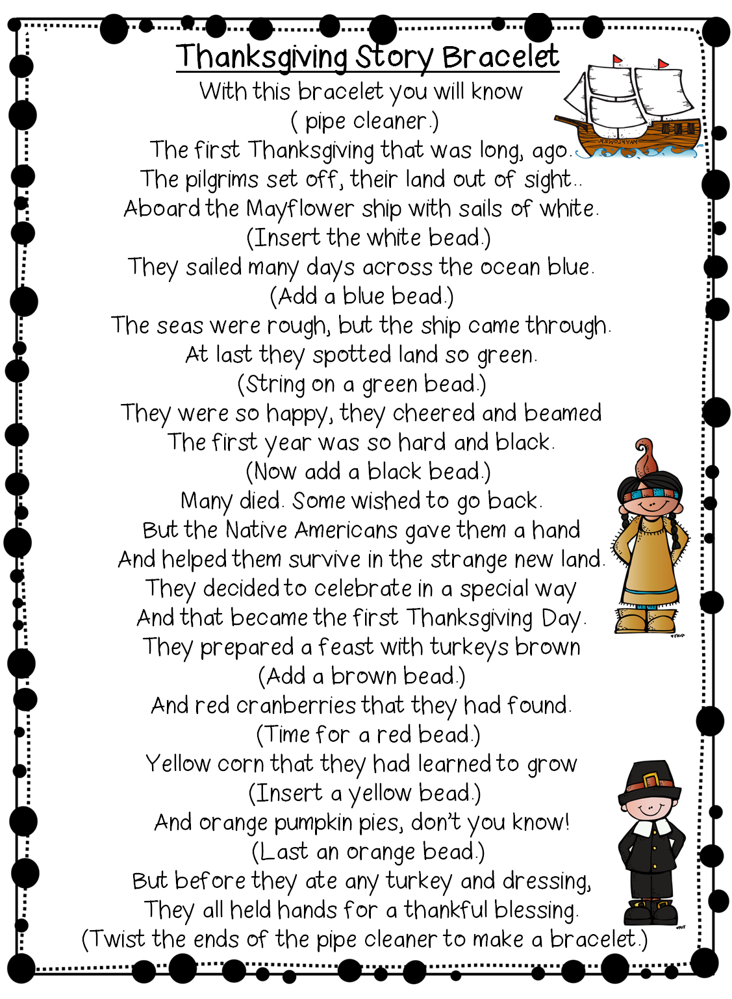 Thanksgiving Story Bracelet
With this bracelet you will know
( pipe cleaner.)
The first Thanksgiving that was long, ago.
The pilgrims set off, their land out of sight..
Aboard the Mayflower ship with sails of white.
(Insert the white bead.)
They sailed many days across the ocean blue.
(Add a blue bead.)
The seas were rough, but the ship came through.
At last they spotted land so green.
(String on a green bead.)
They were so happy, they cheered and beamed
The first year was so hard and black.
(Now add a black bead.)
Many died. Some wished to go back.
But the Native Americans gave them a hand
And helped them survive in the strange new land.
They decided to celebrate in a special way
And that became the first Thanksgiving Day.
They prepared a feast with turkeys brown
(Add a brown bead.)
And red cranberries that they had found.
(Time for a red bead.)
Yellow corn that they had learned to grow
(Insert a yellow bead.)
And orange pumpkin pies, don't you know!
(Last an orange bead.)
But before they ate any turkey and dressing,
They all held hands for a thankful blessing.
(Twist the ends of the pipe cleaner to make a bracelet.)